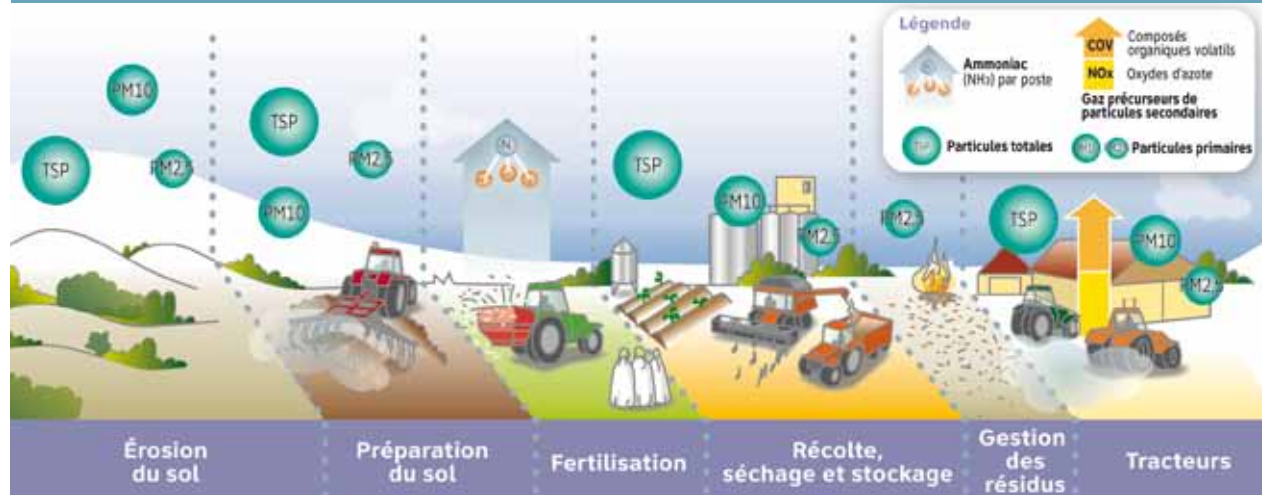 Légende
Ammoniac
(NH₃) par poste
COV
Composés
organiques volatils
NOx
Oxydes d'azote
Gaz précurseurs de
particules secondaires
TSP
Particules totales
Particules primaires
PM10
TSP
PM2,5
TSP
PM2,5
PM10
N
TSP
PM10
PM2,5
PM2,5
TSP
PM10
PM2,5
Érosion
du sol
Préparation
du sol
Fertilisation
Récolte,
séchage et stockage
Gestion
des
résidus
Tracteurs